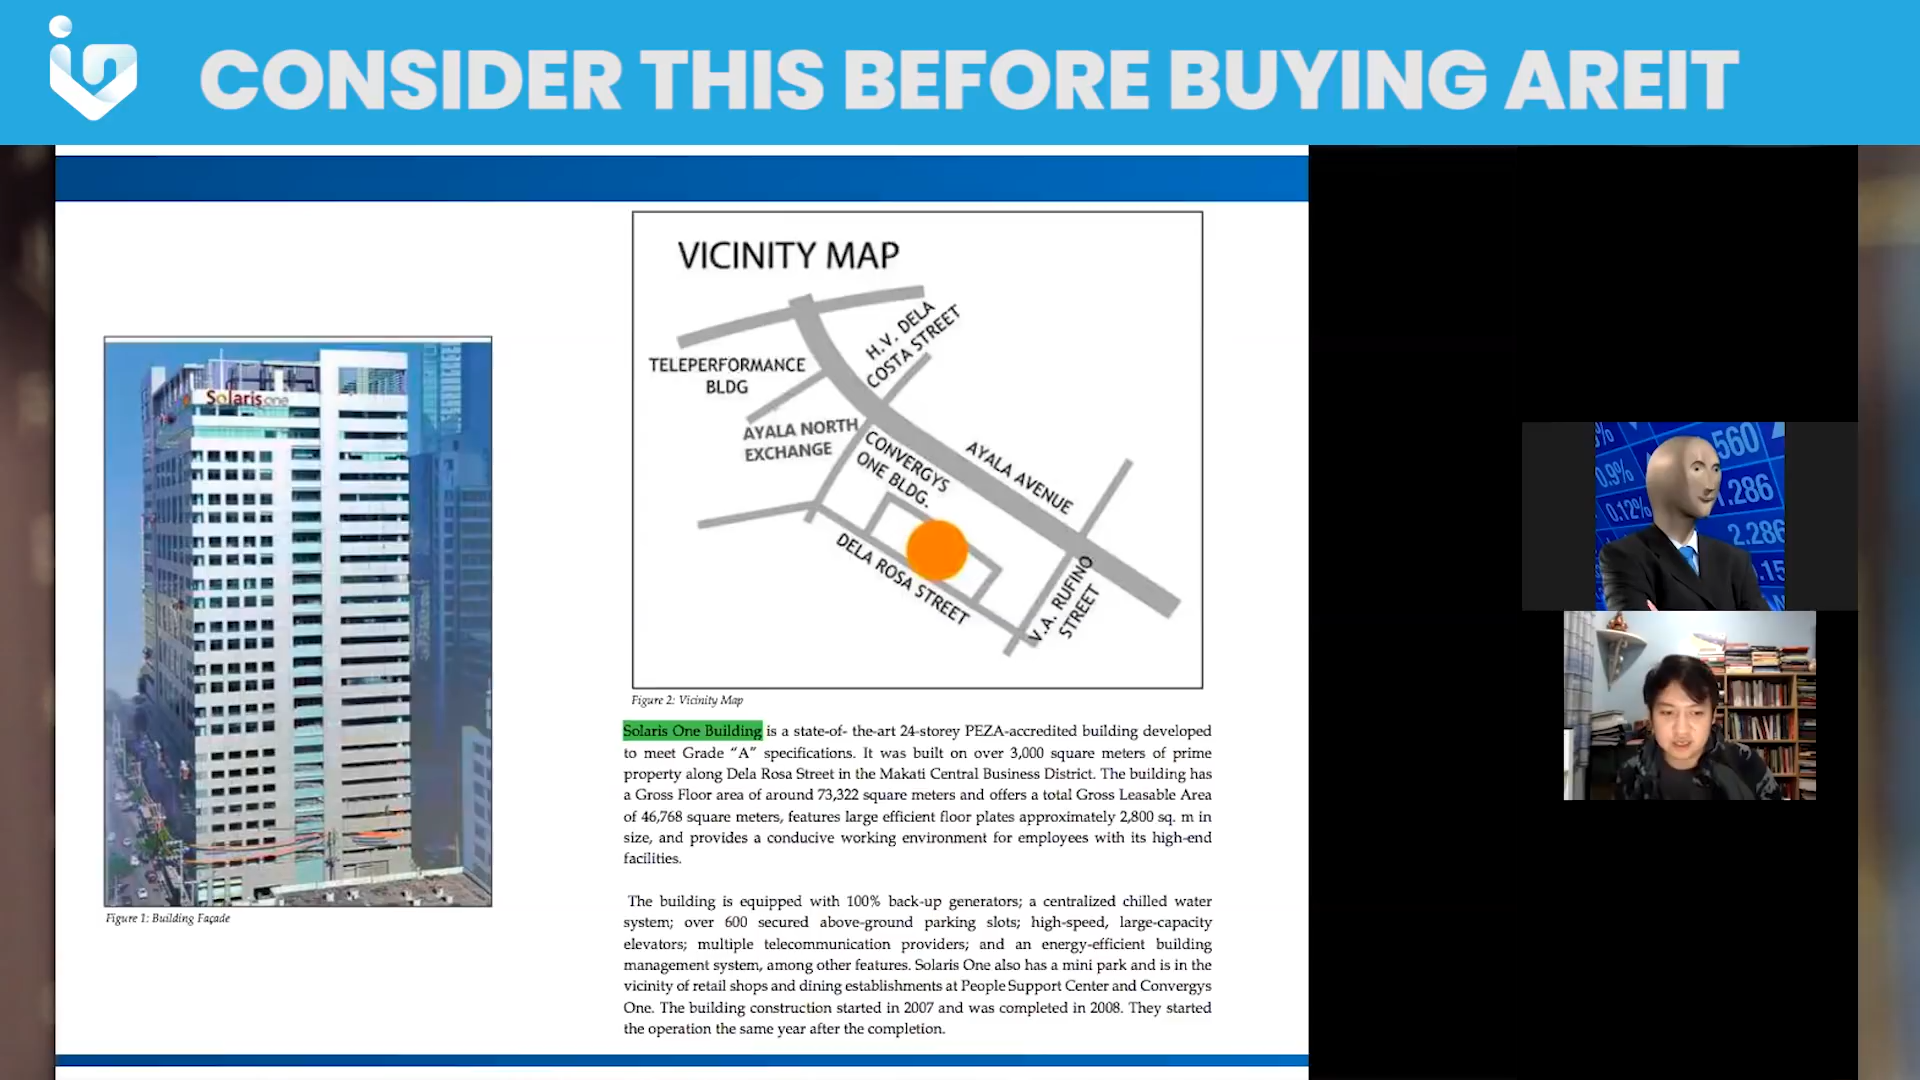 CONSIDER THIS BEFORE BUYING AREIT
VICINITY MAP
H.V. DELA
COSTA STREET
TELEPERFORMANCE
BLDG
AYALA NORTH
EXCHANGE
CONVERGYS
ONE BLDG.
AYALA AVENUE
DELA ROSA STREET
V.A. RUFINO
STREET
Figure 2: Vicinity Map
Solaris one
Figure 1: Building Façade
Solaris One Building is a state-of- the-art 24-storey PEZA-accredited building developed
to meet Grade “A” specifications. It was built on over 3,000 square meters of prime
property along Dela Rosa Street in the Makati Central Business District. The building has
a Gross Floor area of around 73,322 square meters and offers a total Gross Leasable Area
of 46,768 square meters, features large efficient floor plates approximately 2,800 sq. m in
size, and provides a conducive working environment for employees with its high-end
facilities.
The building is equipped with 100% back-up generators; a centralized chilled water
system; over 600 secured above-ground parking slots; high-speed, large-capacity
elevators; multiple telecommunication providers; and an energy-efficient building
management system, among other features. Solaris One also has a mini park and is in the
vicinity of retail shops and dining establishments at People Support Center and Convergys
One. The building construction started in 2007 and was completed in 2008. They started
the operation the same year after the completion.
560
0.9%
.286
0.12%
2.286
.15